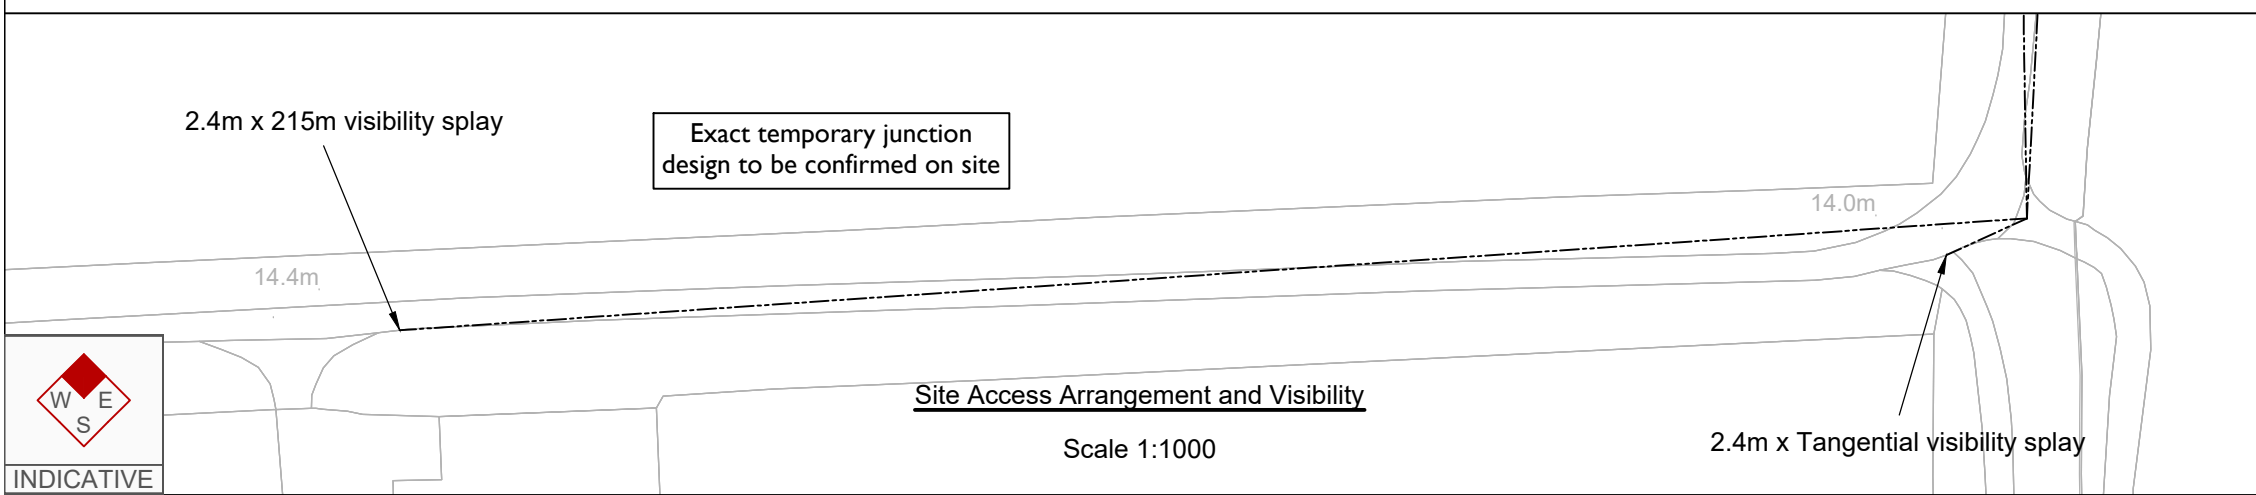 2.4m x 215m visibility splay
Exact temporary junction
design to be confirmed on site
14.0m
14.4m
Site Access Arrangement and Visibility
Scale 1:1000
2.4m x Tangential visibility splay
W E
S
INDICATIVE